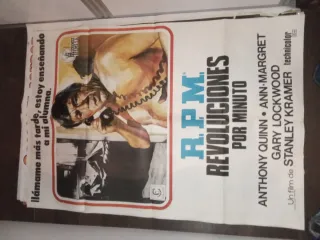 llámame más tarde, estoy enseñando
a mi alumna.
R.P.M.
REVOLUCIONES
POR MINUTO
ANTHONY QUINN • ANN-MARGRET
GARY LOCKWOOD
Un film de STANLEY KRAMER technicolor